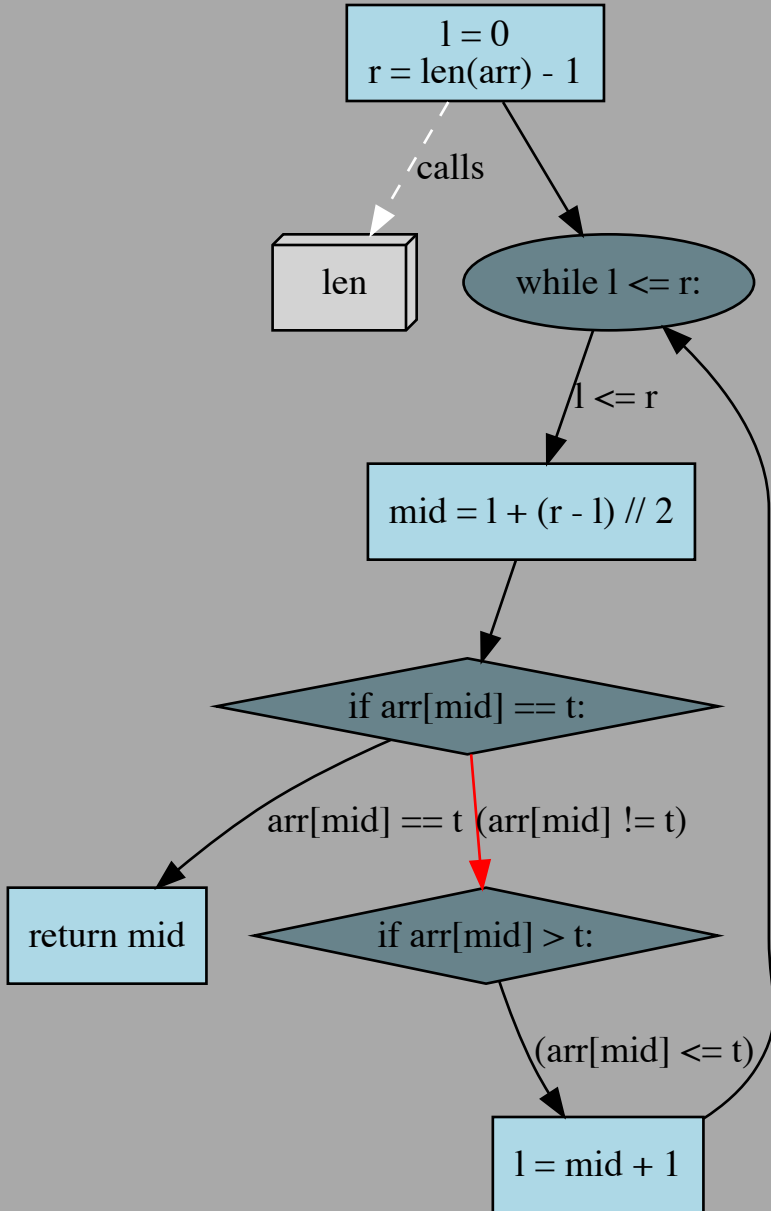 l = 0
r = len(arr) - 1
calls
len
while l <= r:
l <= r
mid = l + (r - l) // 2
if arr[mid] == t:
arr[mid] == t
(arr[mid] != t)
return mid
if arr[mid] > t:
(arr[mid] <= t)
l = mid + 1